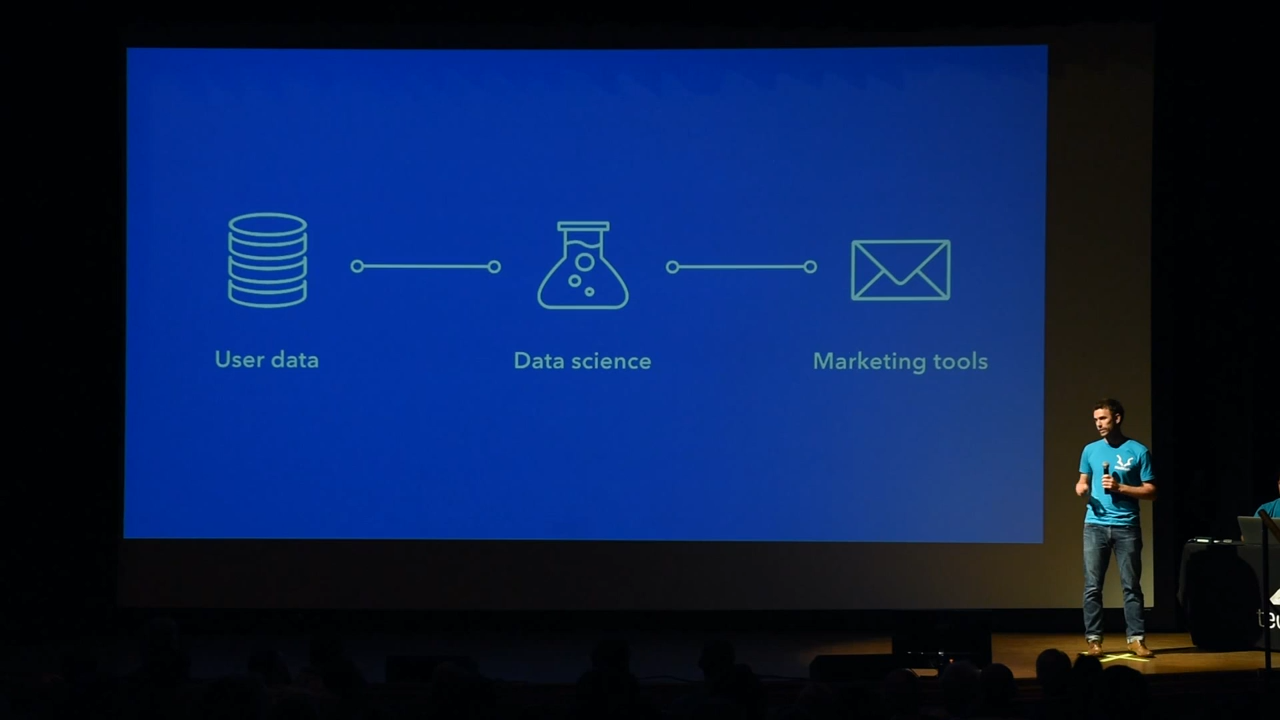 User data
Data science
Marketing tools